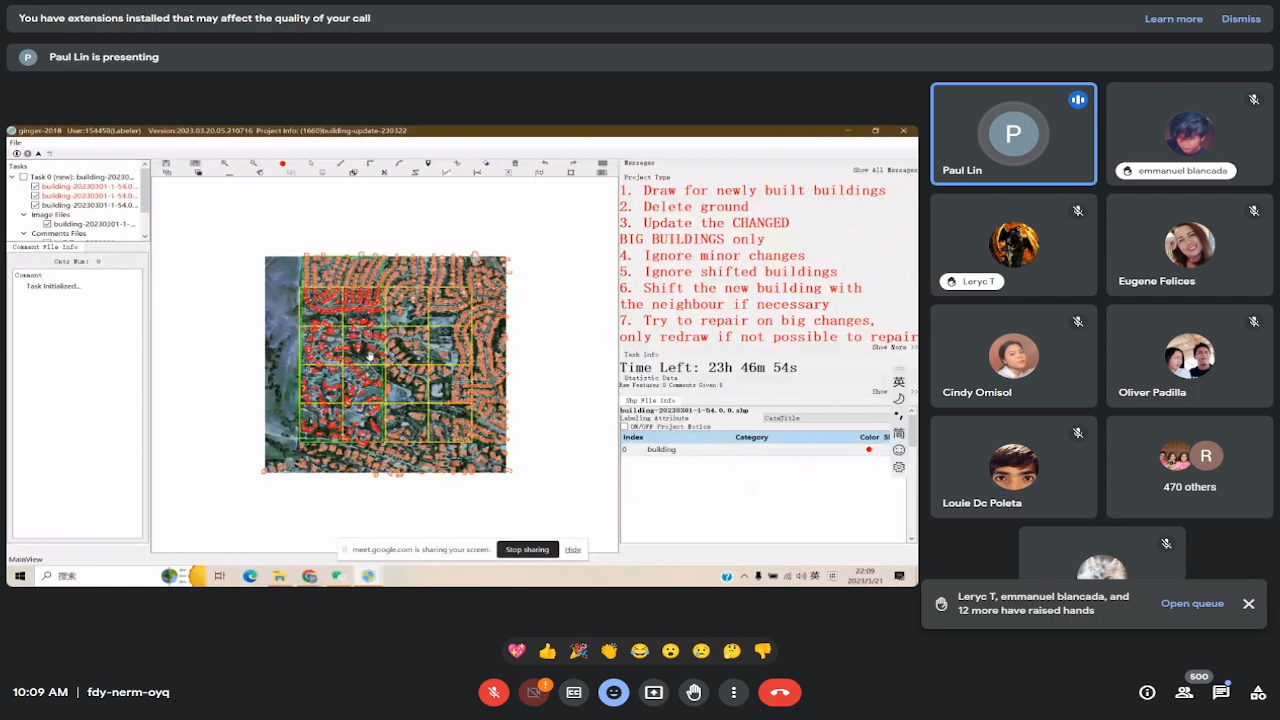 You have extensions installed that may affect the quality of your call
Learn more
Dismiss
P
Paul Lin is presenting
ginger-2018 User:154458(Labeler) Version:2023.03.20.05.210716 Project Info: (1660)building-update-230322
File
Tasks
Task 0 (new): building-20230...
building-20230301-1-54.0...
building-20230301-1-54.0...
building-20230301-1-54.0...
Image Files
building-20230301-1-...
Comments Files
Comment File Info
Cnts Num: 0
Comment
Task Initialized...
MainView
Messages
Project Type
Show All Messages
1. Draw for newly built buildings
2. Delete ground
3. Update the CHANGED
BIG BUILDINGS only
4. Ignore minor changes
5. Ignore shifted buildings
6. Shift the new building with
the neighbour if necessary
7. Try to repair on big changes,
only redraw if not possible to repair
Show More >>
Task Info
Time Left: 23h 46m 54s
Statistic Data
Raw Features:0 Comments Given:0
Show
Shp File Info
building-20230301-1-54.0.0.shp
Labeling Attribute
CateTitle
ON/OFF Project Notice
Index
Category
Color
0
building
英
简
meet.google.com is sharing your screen.
Stop sharing
Hide
搜索
英
拼
22:09
2023/3/21
P
Paul Lin
emmanuel blancada
Leryc T
Eugene Felices
Cindy Omisol
Oliver Padilla
Louie Dc Poleta
R
470 others
Leryc T, emmanuel blancada, and
12 more have raised hands
Open queue
10:09 AM
fdy-nerm-oyq
500